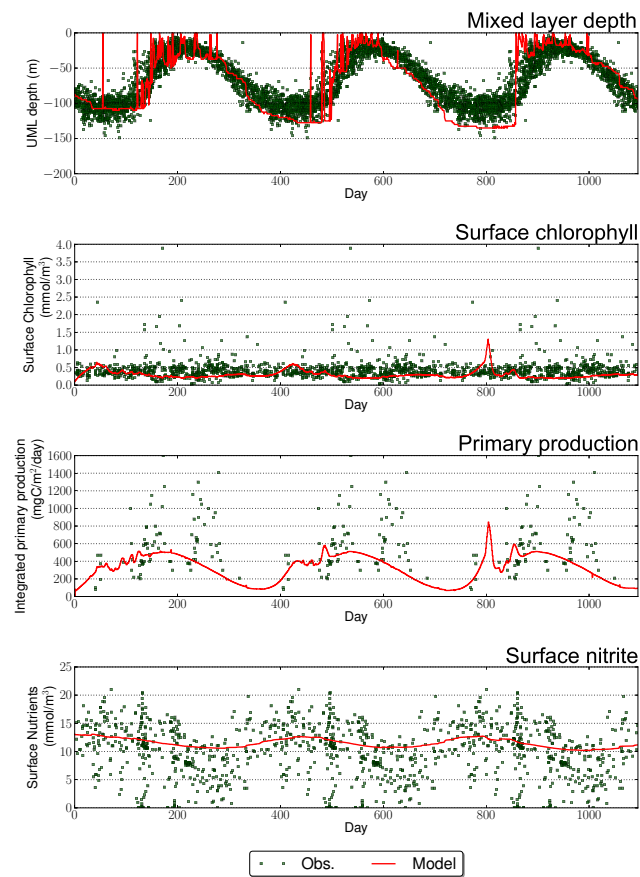 Mixed layer depth
0
−50
−100
−150
−200
UML depth (m)
0 200 400 600 800 1000
Day
Surface chlorophyll
4.0
3.5
3.0
2.5
2.0
1.5
1.0
0.5
0.0
Surface Chlorophyll
(mmol/m³)
0 200 400 600 800 1000
Day
Primary production
1600
1400
1200
1000
800
600
400
200
0
Integrated primary production
(mgC/m²/day)
0 200 400 600 800 1000
Day
Surface nitrite
25
20
15
10
5
0
Surface Nutrients
(mmol/m³)
0 200 400 600 800 1000
Day
Obs. Model